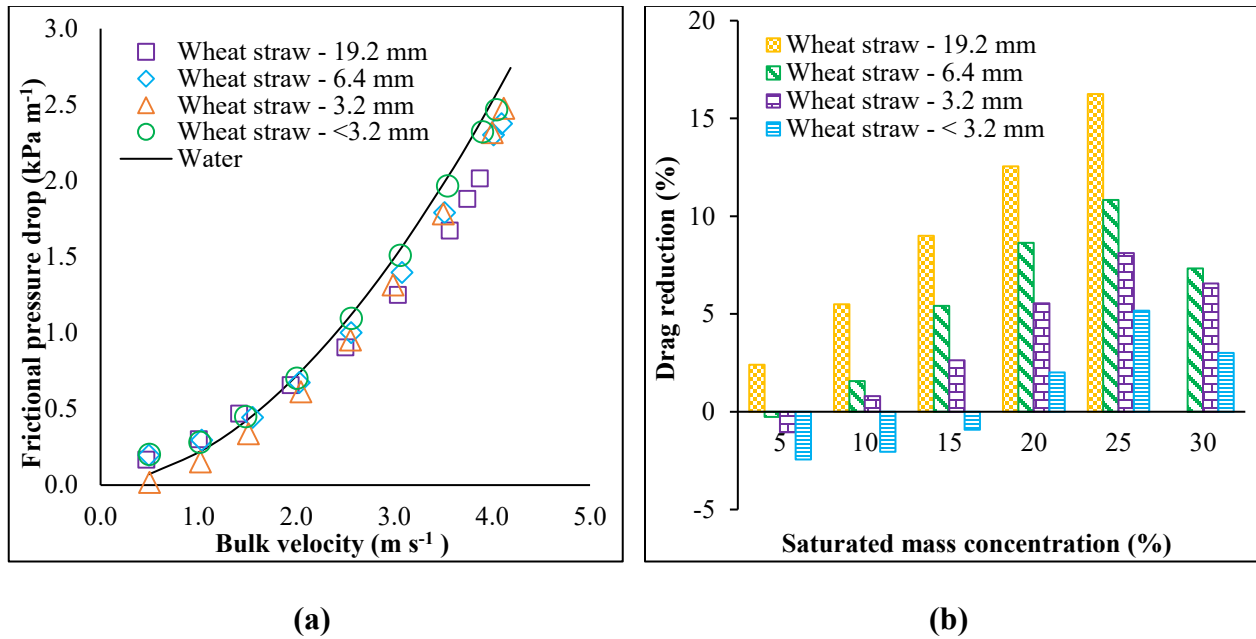 (a)
3.0
2.5
2.0
1.5
1.0
0.5
0.0
Frictional pressure drop (kPa m⁻¹)
Wheat straw - 19.2 mm
Wheat straw - 6.4 mm
Wheat straw - 3.2 mm
Wheat straw - <3.2 mm
Water
0.0 1.0 2.0 3.0 4.0 5.0
Bulk velocity (m s⁻¹ )
(b)
20
15
10
5
0
-5
Drag reduction (%)
Wheat straw - 19.2 mm
Wheat straw - 6.4 mm
Wheat straw - 3.2 mm
Wheat straw - < 3.2 mm
5 10 15 20 25 30
Saturated mass concentration (%)
(a)
(b)